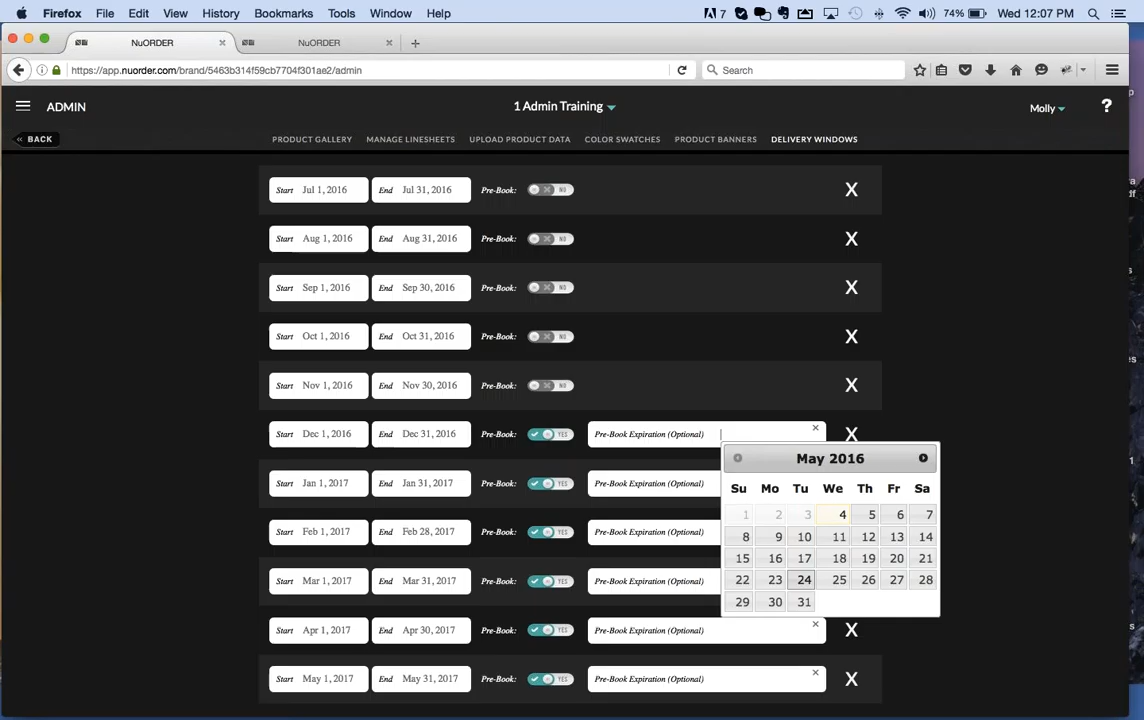 Firefox File Edit View History Bookmarks Tools Window Help 7 74% Wed 12:07 PM
NuORDER NuORDER
https://app.nuorder.com/brand/5463b314f59cb7704f301ae2/admin Search
ADMIN 1 Admin Training Molly ?
« BACK PRODUCT GALLERY MANAGE LINESHEETS UPLOAD PRODUCT DATA COLOR SWATCHES PRODUCT BANNERS DELIVERY WINDOWS
Start Jul 1, 2016 End Jul 31, 2016 Pre-Book: NO X
Start Aug 1, 2016 End Aug 31, 2016 Pre-Book: NO X
Start Sep 1, 2016 End Sep 30, 2016 Pre-Book: NO X
Start Oct 1, 2016 End Oct 31, 2016 Pre-Book: NO X
Start Nov 1, 2016 End Nov 30, 2016 Pre-Book: NO X
Start Dec 1, 2016 End Dec 31, 2016 Pre-Book: YES Pre-Book Expiration (Optional) X
Start Jan 1, 2017 End Jan 31, 2017 Pre-Book: YES Pre-Book Expiration (Optional)
Start Feb 1, 2017 End Feb 28, 2017 Pre-Book: YES Pre-Book Expiration (Optional)
Start Mar 1, 2017 End Mar 31, 2017 Pre-Book: YES Pre-Book Expiration (Optional)
Start Apr 1, 2017 End Apr 30, 2017 Pre-Book: YES Pre-Book Expiration (Optional) X
Start May 1, 2017 End May 31, 2017 Pre-Book: YES Pre-Book Expiration (Optional) X
May 2016
Su Mo Tu We Th Fr Sa
1 2 3 4 5 6 7
8 9 10 11 12 13 14
15 16 17 18 19 20 21
22 23 24 25 26 27 28
29 30 31